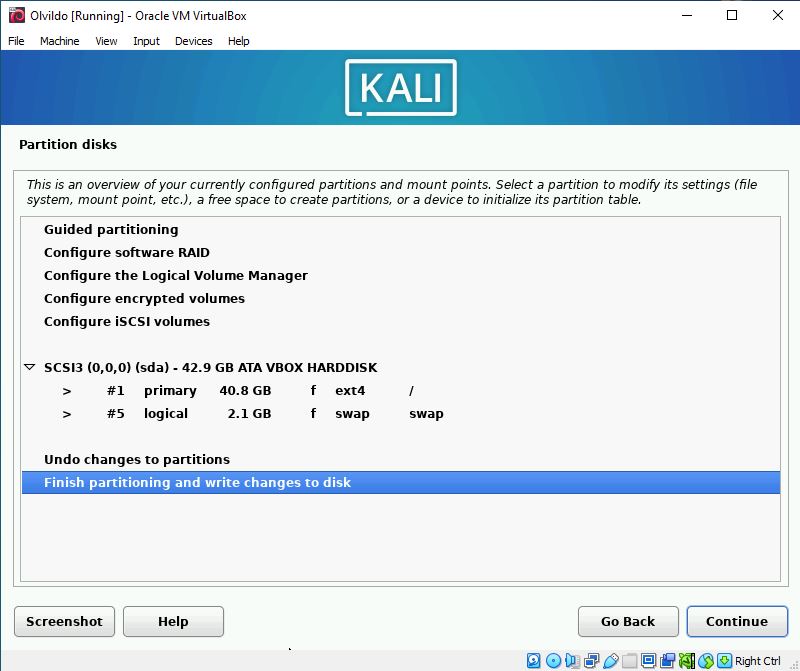 Olvildo [Running] - Oracle VM VirtualBox
File Machine View Input Devices Help
KALI
Partition disks
This is an overview of your currently configured partitions and mount points. Select a partition to modify its settings (file
system, mount point, etc.), a free space to create partitions, or a device to initialize its partition table.
Guided partitioning
Configure software RAID
Configure the Logical Volume Manager
Configure encrypted volumes
Configure iSCSI volumes
SCSI3 (0,0,0) (sda) - 42.9 GB ATA VBOX HARDDISK
> #1 primary 40.8 GB f ext4 /
> #5 logical 2.1 GB f swap swap
Undo changes to partitions
Finish partitioning and write changes to disk
Screenshot Help Go Back Continue
Right Ctrl